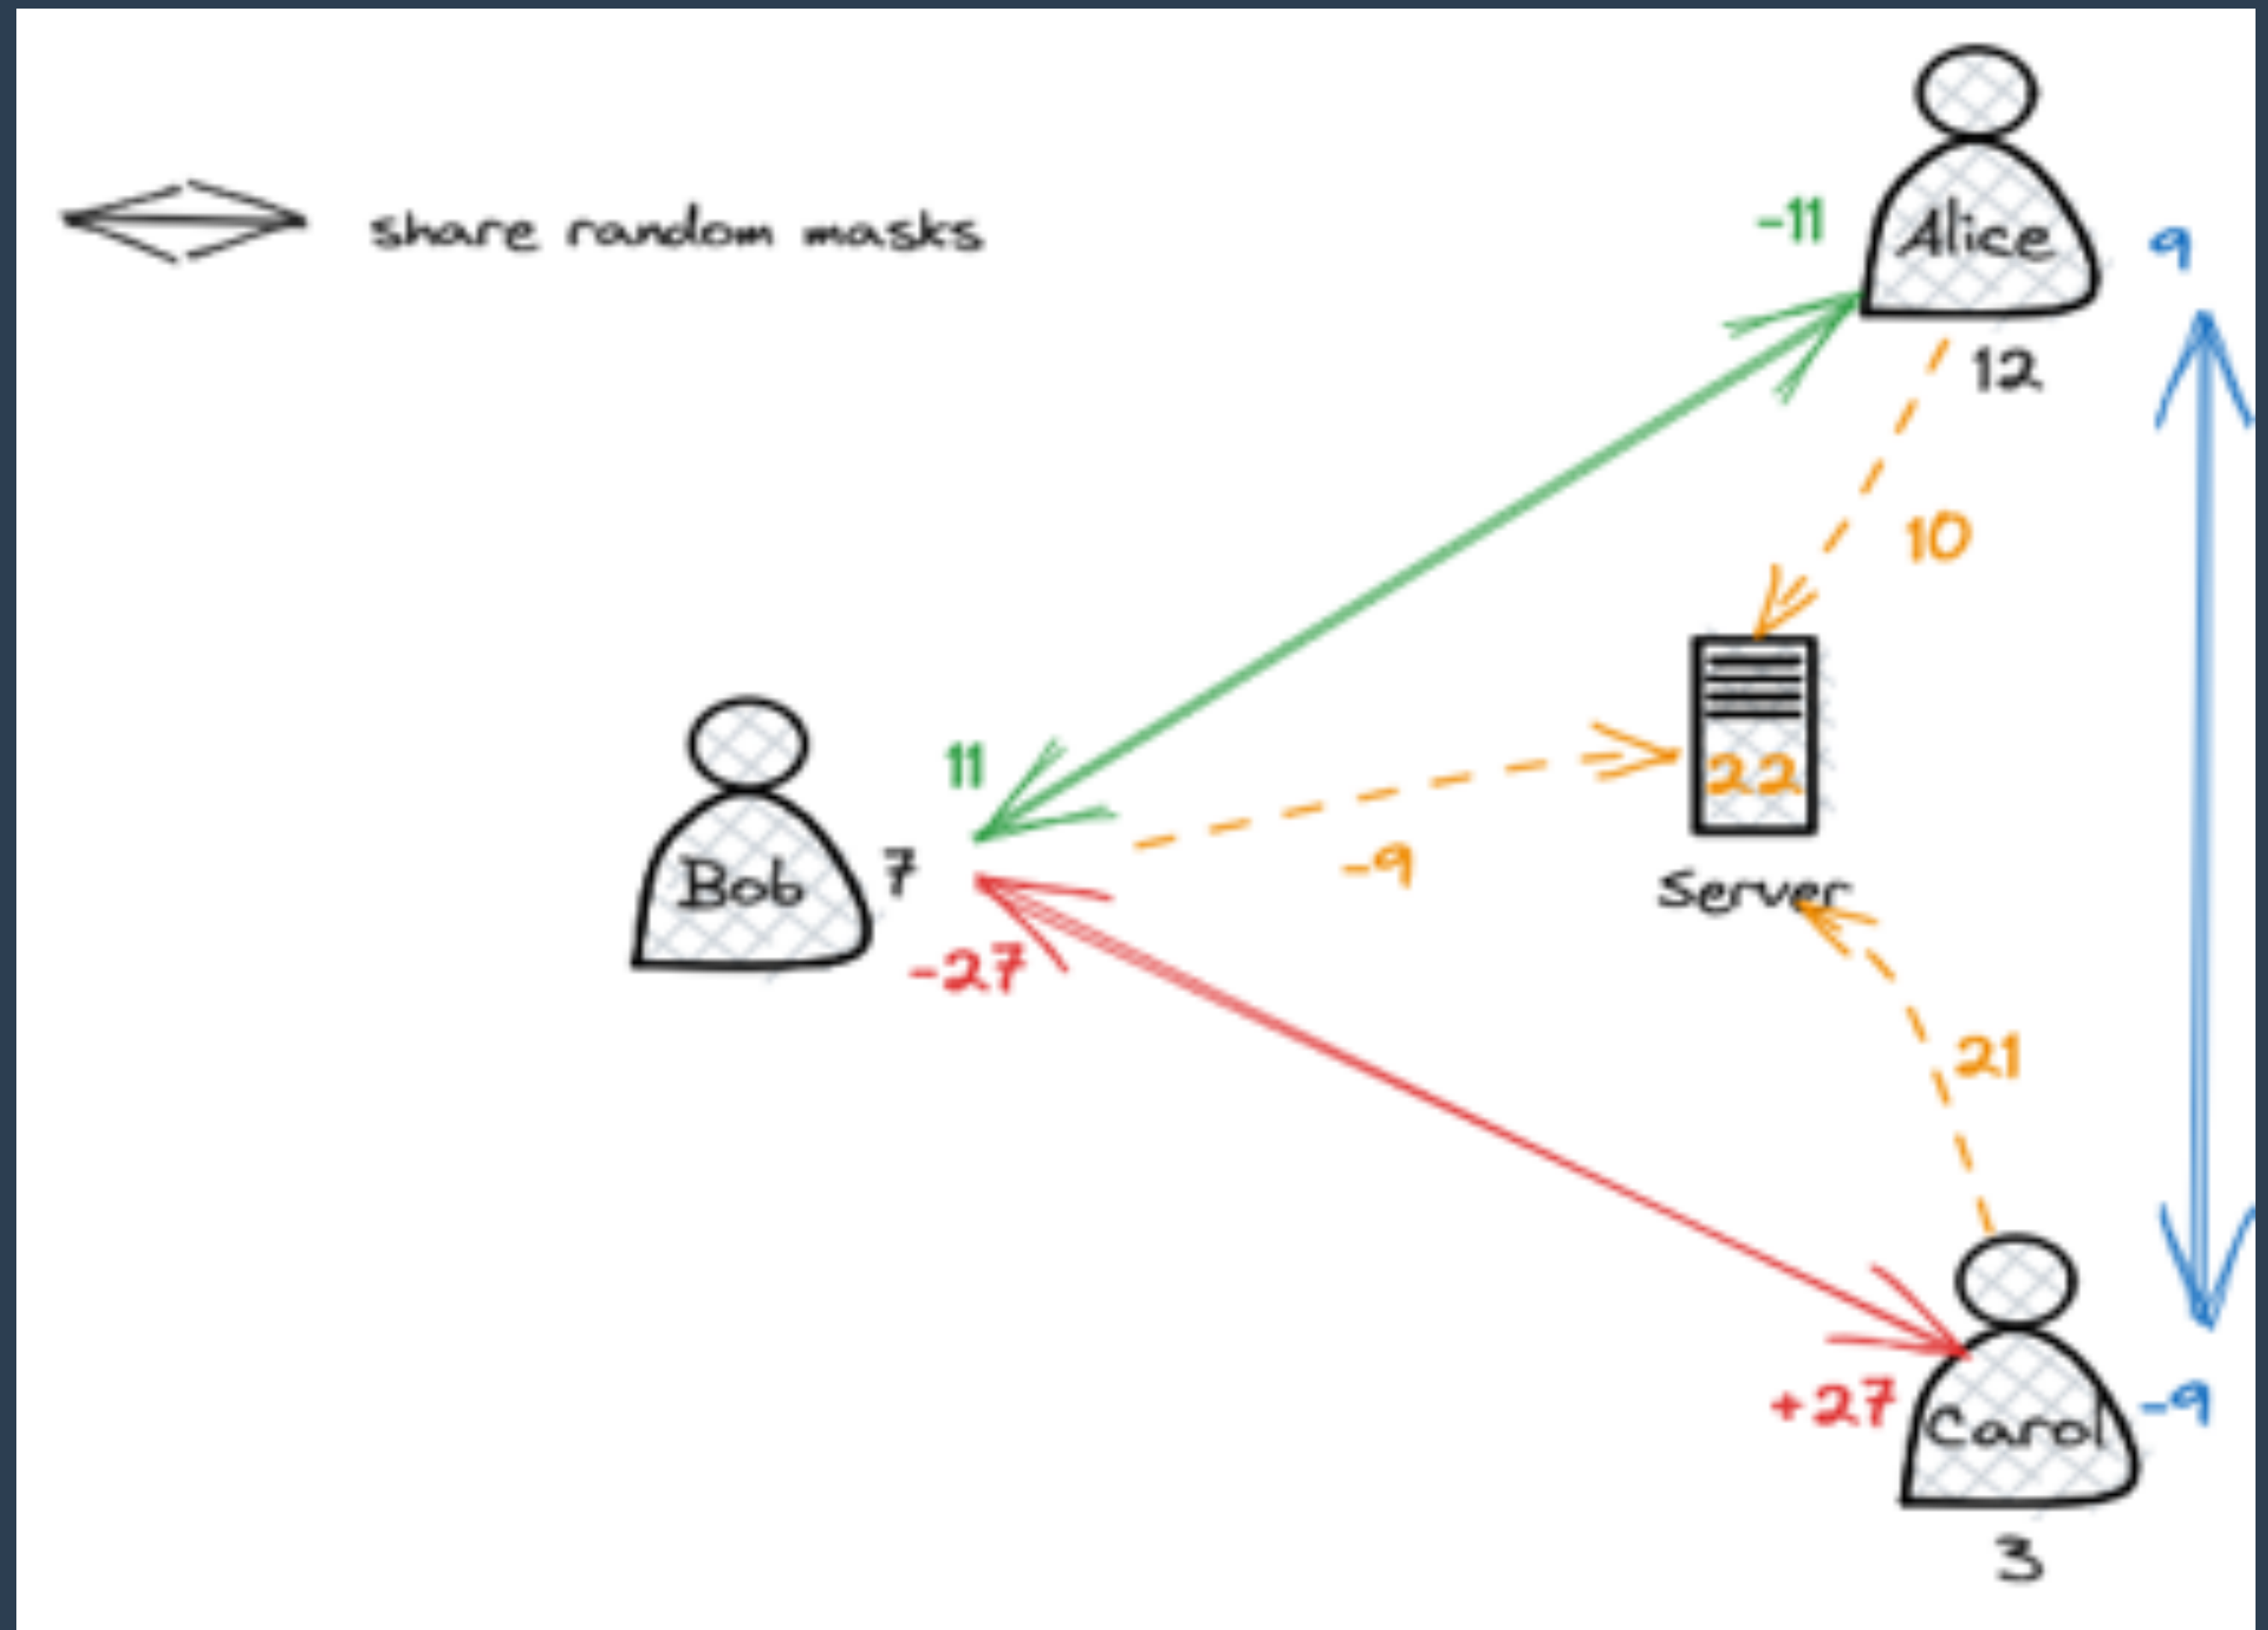 share random masks
-11
Alice
9
12
10
11
Bob
7
-27
-9
22
Server
21
+27
Carol
-9
3